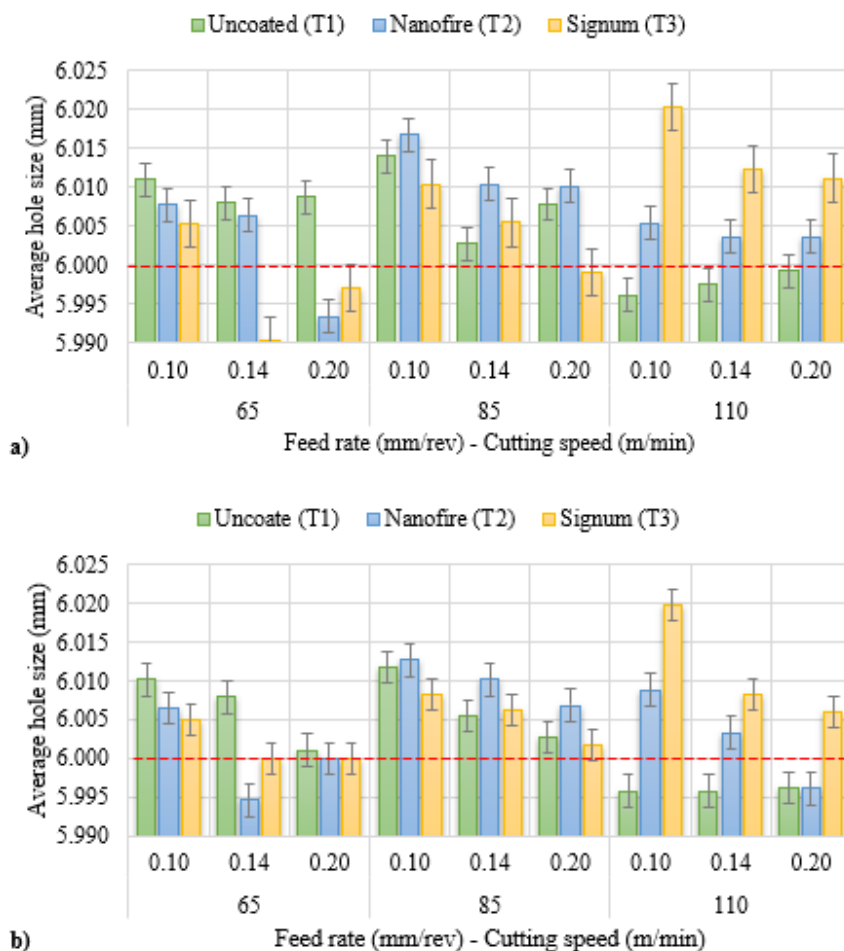 Uncoated (T1) Nanofire (T2) Signum (T3)
Average hole size (mm)
6.025
6.020
6.015
6.010
6.005
6.000
5.995
5.990
0.10 0.14 0.20 0.10 0.14 0.20 0.10 0.14 0.20
65 85 110
a) Feed rate (mm/rev) - Cutting speed (m/min)
Uncoate (T1) Nanofire (T2) Signum (T3)
Average hole size (mm)
6.025
6.020
6.015
6.010
6.005
6.000
5.995
5.990
0.10 0.14 0.20 0.10 0.14 0.20 0.10 0.14 0.20
65 85 110
b) Feed rate (mm/rev) - Cutting speed (m/min)